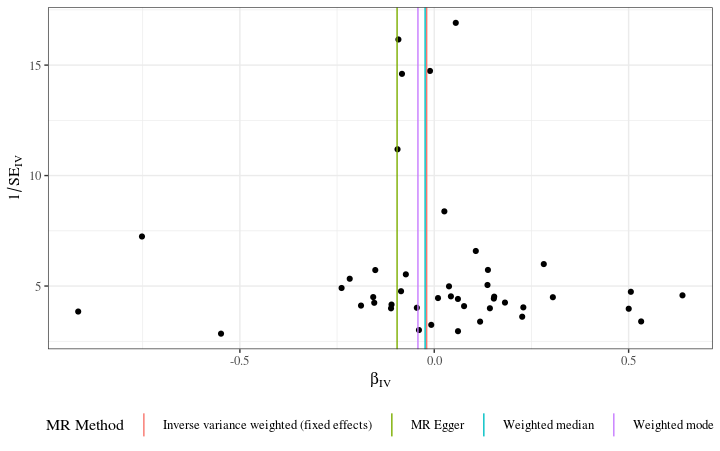 1/SE_IV
15
10
5
-0.5
0.0
0.5
β_IV
MR Method
Inverse variance weighted (fixed effects)
MR Egger
Weighted median
Weighted mode